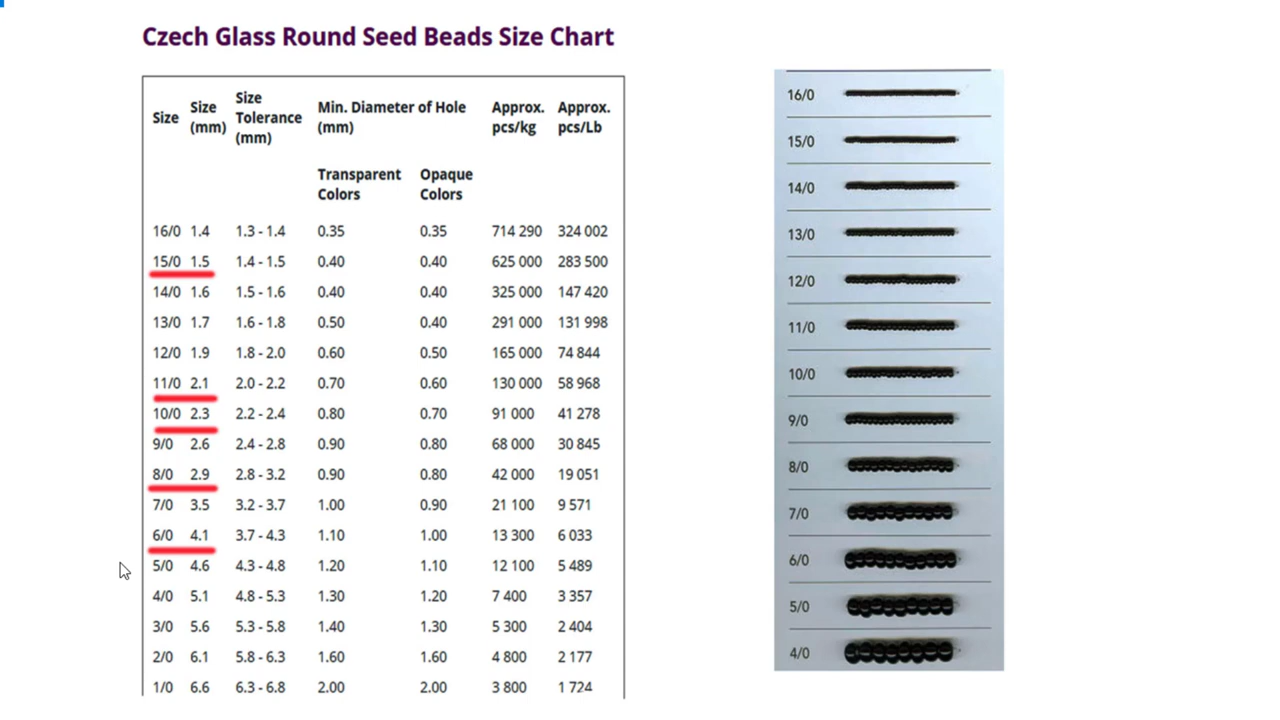 Czech Glass Round Seed Beads Size Chart
Size Size (mm) Size Tolerance (mm) Min. Diameter of Hole (mm) Approx. pcs/kg Approx. pcs/Lb
Transparent Colors Opaque Colors
16/0 1.4 1.3 - 1.4 0.35 0.35 714 290 324 002
15/0 1.5 1.4 - 1.5 0.40 0.40 625 000 283 500
14/0 1.6 1.5 - 1.6 0.40 0.40 325 000 147 420
13/0 1.7 1.6 - 1.8 0.50 0.40 291 000 131 998
12/0 1.9 1.8 - 2.0 0.60 0.50 165 000 74 844
11/0 2.1 2.0 - 2.2 0.70 0.60 130 000 58 968
10/0 2.3 2.2 - 2.4 0.80 0.70 91 000 41 278
9/0 2.6 2.4 - 2.8 0.90 0.80 68 000 30 845
8/0 2.9 2.8 - 3.2 0.90 0.80 42 000 19 051
7/0 3.5 3.2 - 3.7 1.00 0.90 21 100 9 571
6/0 4.1 3.7 - 4.3 1.10 1.00 13 300 6 033
5/0 4.6 4.3 - 4.8 1.20 1.10 12 100 5 489
4/0 5.1 4.8 - 5.3 1.30 1.20 7 400 3 357
3/0 5.6 5.3 - 5.8 1.40 1.30 5 300 2 404
2/0 6.1 5.8 - 6.3 1.60 1.60 4 800 2 177
1/0 6.6 6.3 - 6.8 2.00 2.00 3 800 1 724
16/0
15/0
14/0
13/0
12/0
11/0
10/0
9/0
8/0
7/0
6/0
5/0
4/0